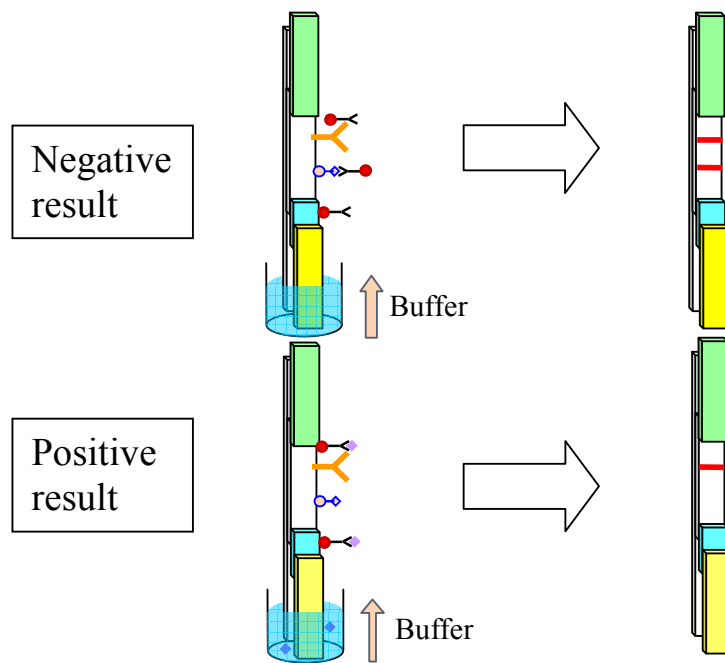 Negative
result
Buffer
Positive
result
Buffer